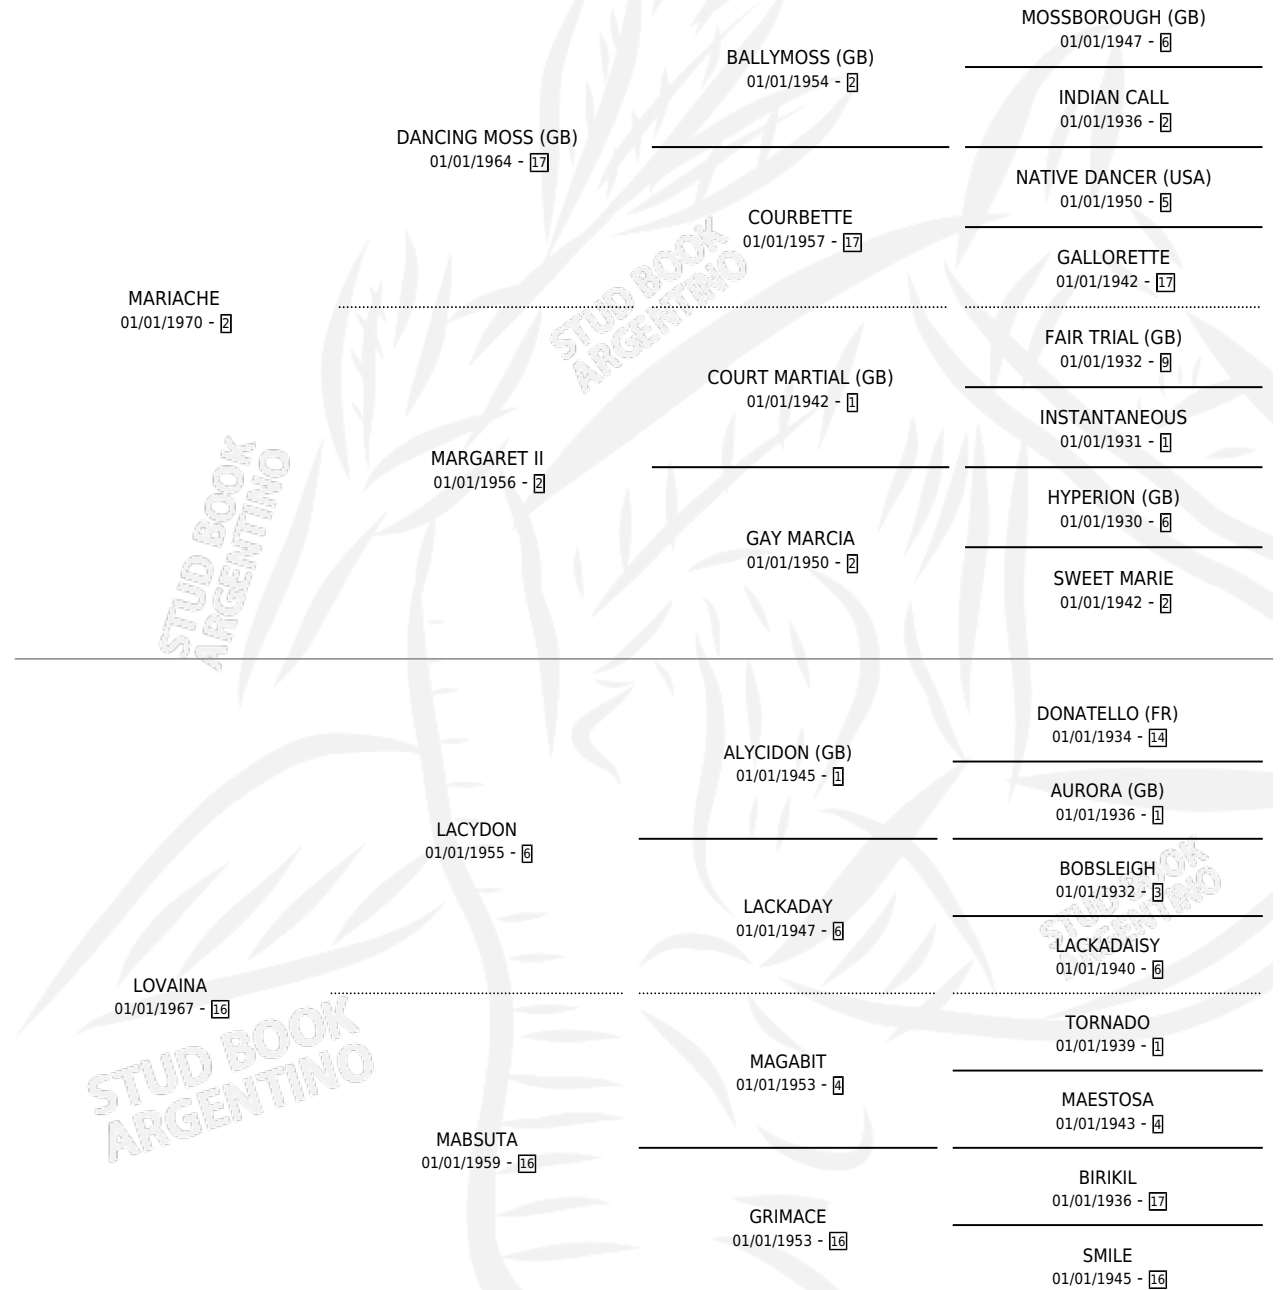 MOSSBOROUGH (GB)
01/01/1947 - 6
BALLYMOSS (GB)
01/01/1954 - 2
INDIAN CALL
01/01/1936 - 2
DANCING MOSS (GB)
01/01/1964 - 17
NATIVE DANCER (USA)
01/01/1950 - 5
COURBETTE
01/01/1957 - 17
GALLORETTE
01/01/1942 - 17
MARIACHE
01/01/1970 - 2
FAIR TRIAL (GB)
01/01/1932 - 9
COURT MARTIAL (GB)
01/01/1942 - 1
INSTANTANEOUS
01/01/1931 - 1
MARGARET II
01/01/1956 - 2
HYPERION (GB)
01/01/1930 - 6
GAY MARCIA
01/01/1950 - 2
SWEET MARIE
01/01/1942 - 2
STUD BOOK
ARGENTINO
STUD BOOK
ARGENTINO
DONATELLO (FR)
01/01/1934 - 14
ALYCIDON (GB)
01/01/1945 - 1
AURORA (GB)
01/01/1936 - 1
LACYDON
01/01/1955 - 6
BOBSLEIGH
01/01/1932 - 3
LACKADAY
01/01/1947 - 6
LACKADAISY
01/01/1940 - 6
LOVAINA
01/01/1967 - 16
TORNADO
01/01/1939 - 1
MAGABIT
01/01/1953 - 4
MAESTOSA
01/01/1943 - 4
MABSUTA
01/01/1959 - 16
BIRIKIL
01/01/1936 - 17
GRIMACE
01/01/1953 - 16
SMILE
01/01/1945 - 16
STUD BOOK
ARGENTINO
STUD BOOK
ARGENTINO